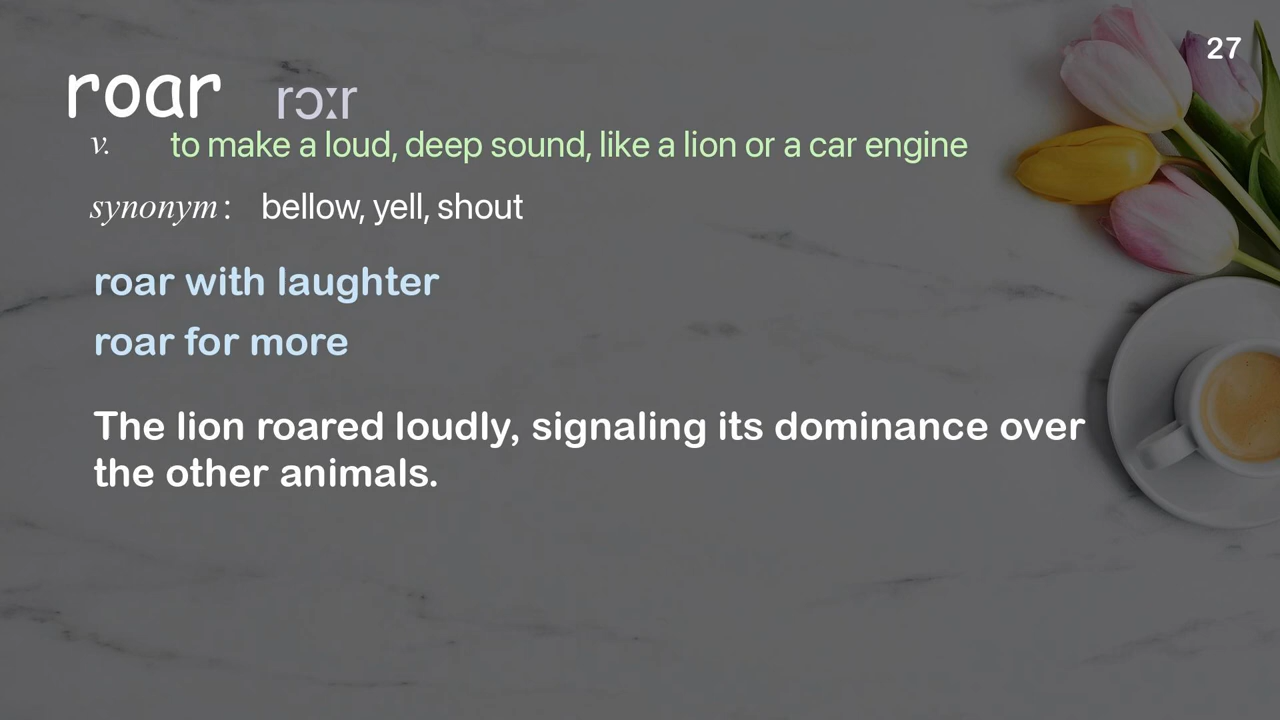 27
roar rɔːr
v. to make a loud, deep sound, like a lion or a car engine
synonym: bellow, yell, shout
roar with laughter
roar for more
The lion roared loudly, signaling its dominance over
the other animals.